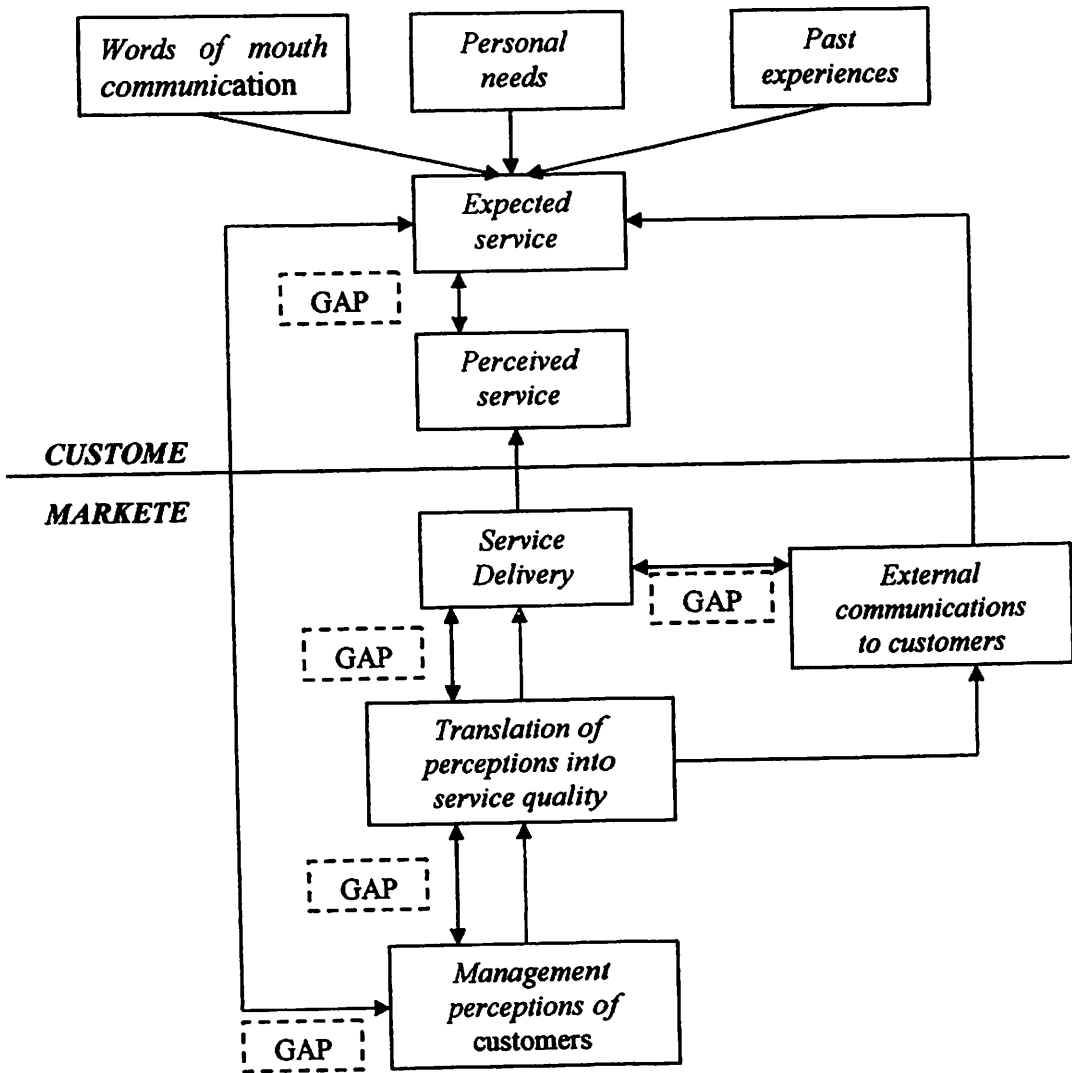 Words of mouth
communication
Personal
needs
Past
experiences
Expected
service
GAP
Perceived
service
CUSTOME
MARKETE
Service
Delivery
GAP
External
communications
to customers
GAP
Translation of
perceptions into
service quality
GAP
Management
perceptions of
customers
GAP